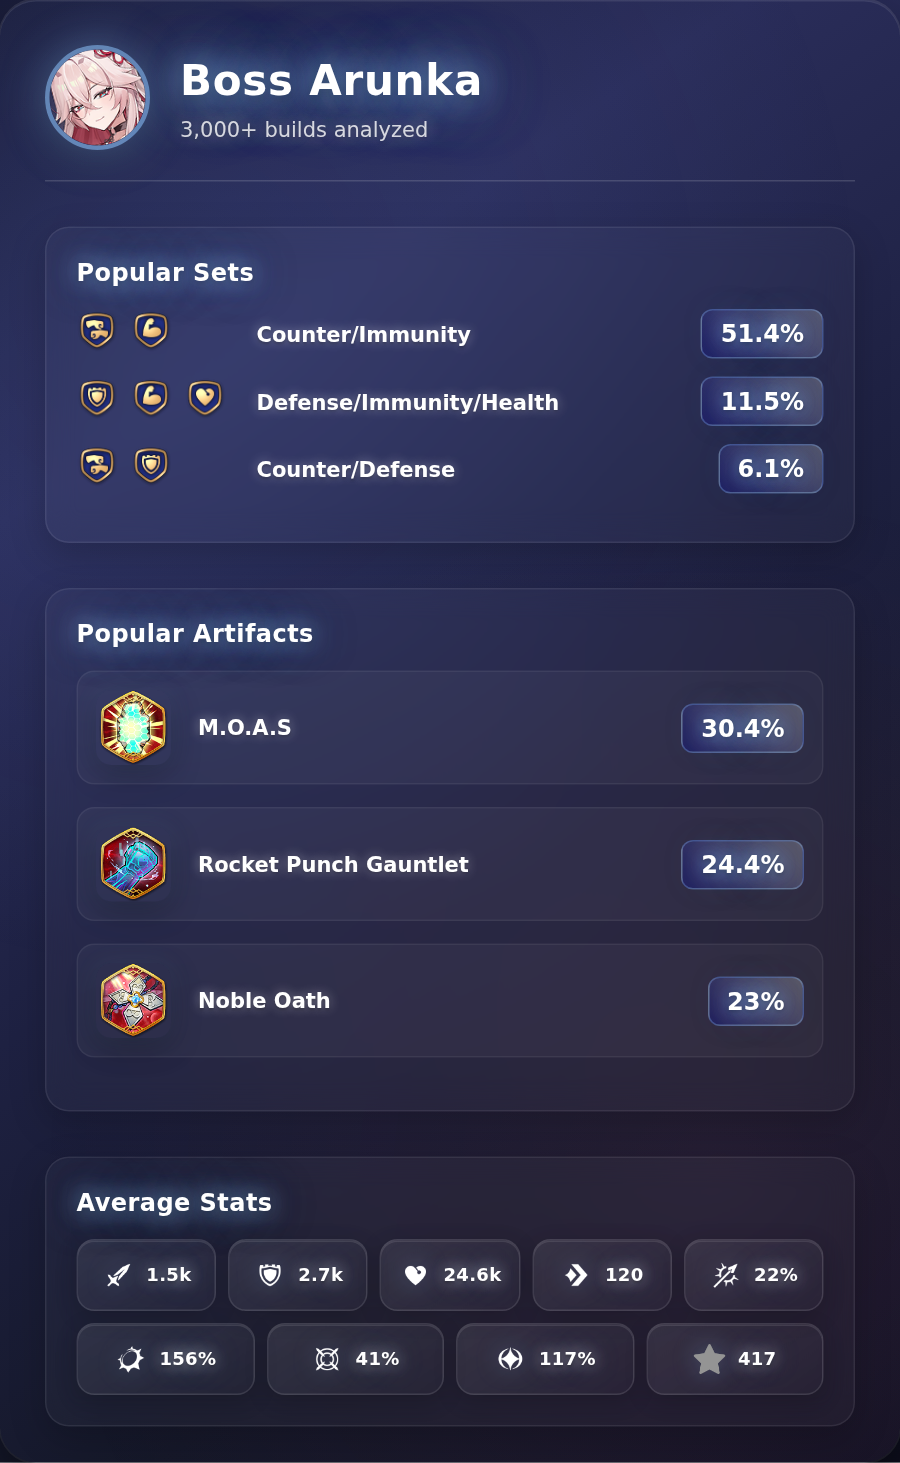 Boss Arunka
3,000+ builds analyzed
Popular Sets
Counter/Immunity 51.4%
Defense/Immunity/Health 11.5%
Counter/Defense 6.1%
Popular Artifacts
M.O.A.S 30.4%
Rocket Punch Gauntlet 24.4%
Noble Oath 23%
Average Stats
1.5k 2.7k 24.6k 120 22%
156% 41% 117% 417